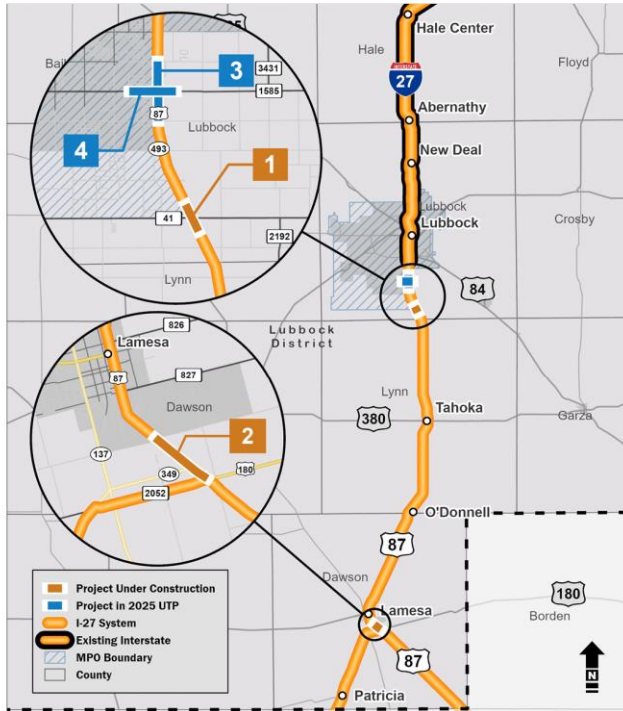 Hale Center
Hale
Floyd
INTERSTATE
27
Abernathy
New Deal
Lubbock
Lubbock
Crosby
84
Lubbock
District
Lynn
380
Tahoka
Garza
O'Donnell
87
Dawson
Lamesa
87
Patricia
180
Borden
N
Bail
3
3431
1585
4
87
Lubbock
493
1
41
2192
Lynn
826
Lamesa
87
827
Dawson
2
137
349
180
2052
Project Under Construction
Project in 2025 UTP
I-27 System
Existing Interstate
MPO Boundary
County